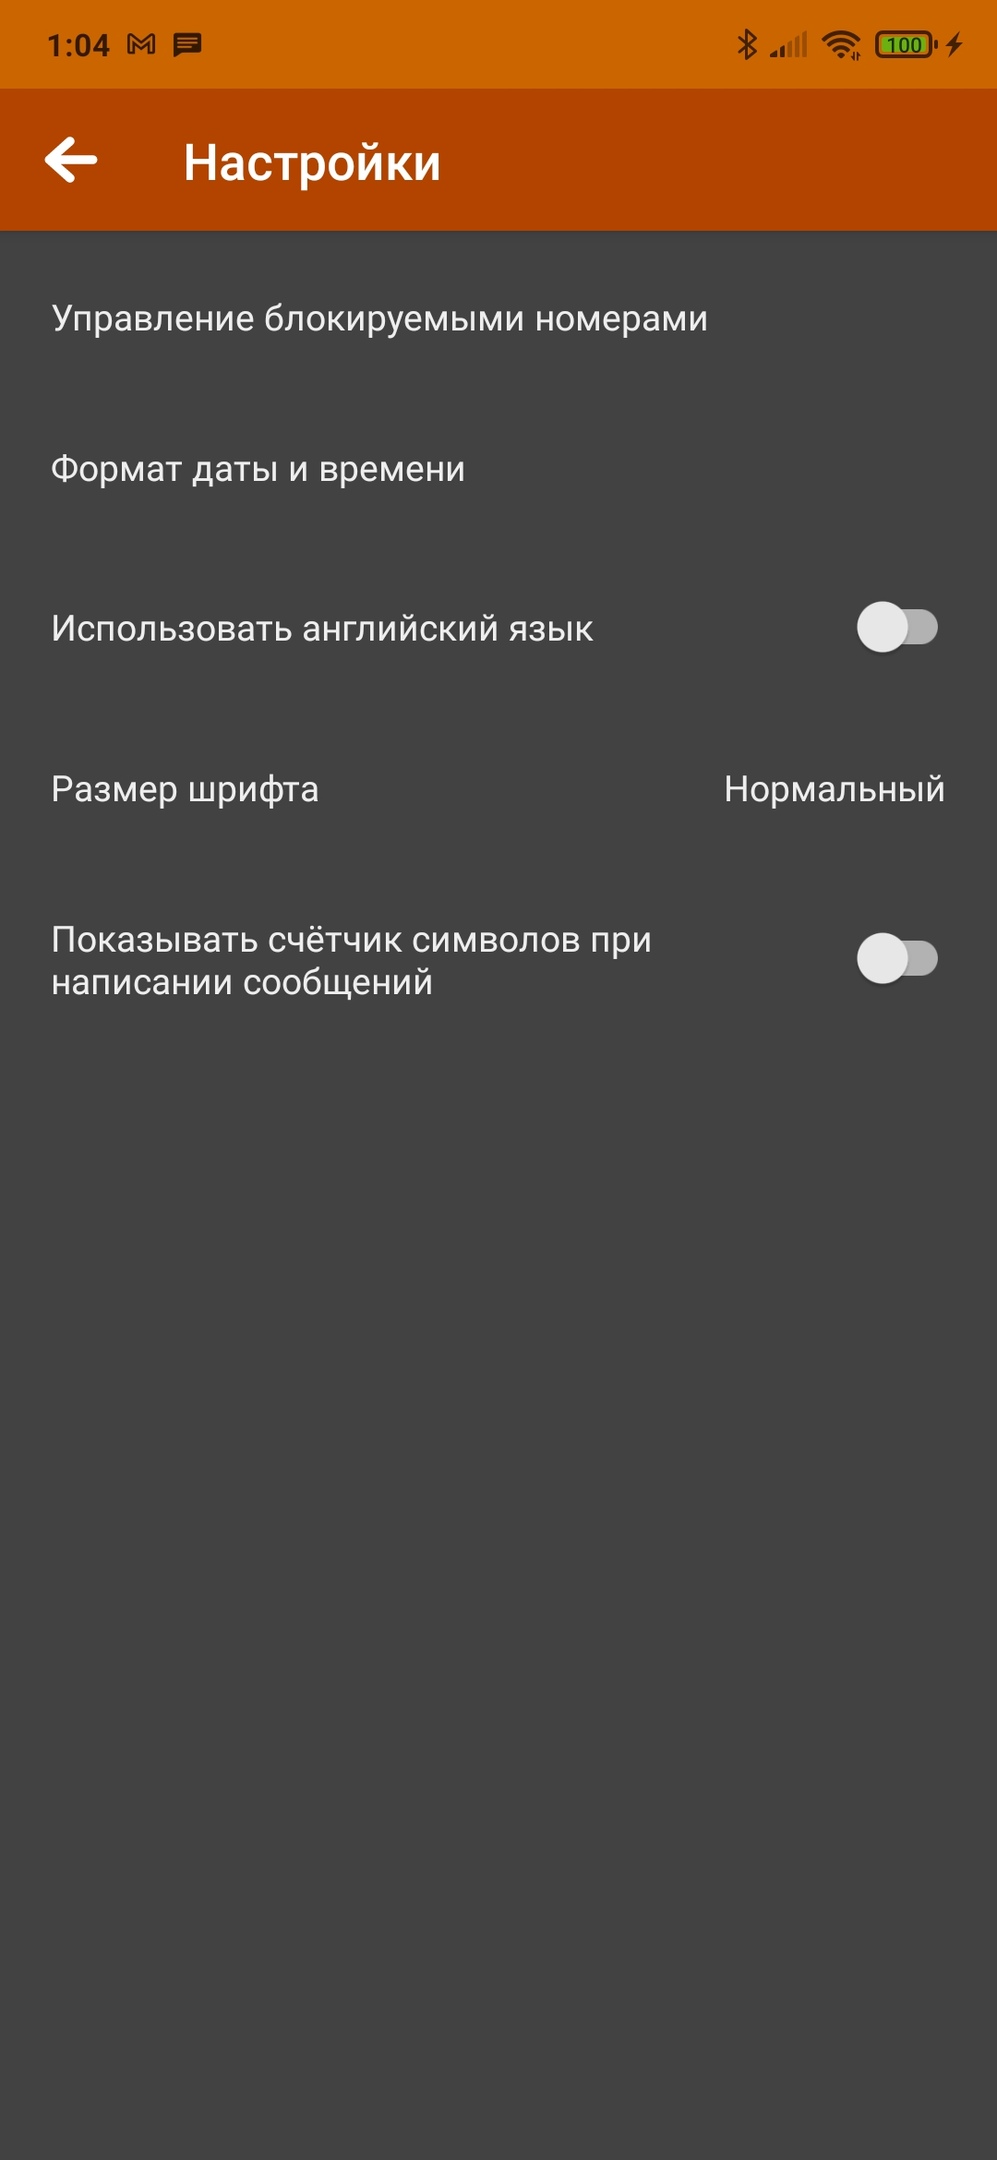 1:04
100
Настройки
Управление блокируемыми номерами
Формат даты и времени
Использовать английский язык
Размер шрифта Нормальный
Показывать счётчик символов при
написании сообщений